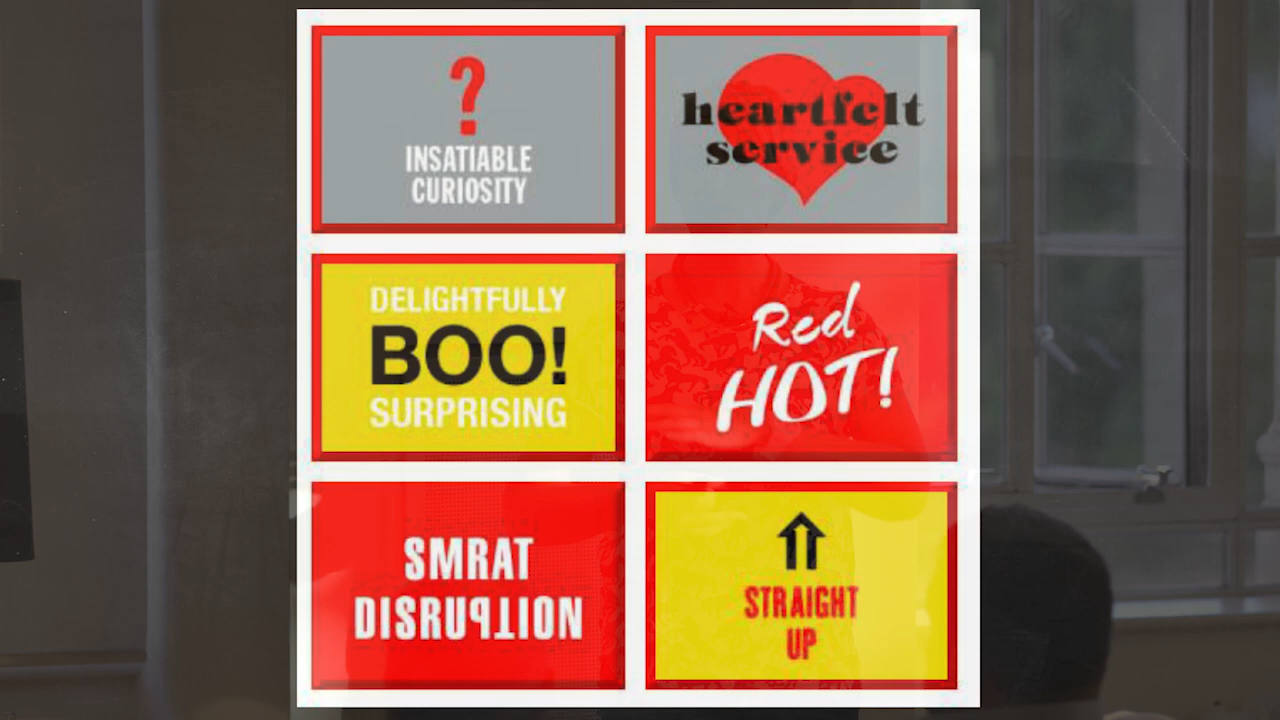 ?
INSATIABLE
CURIOSITY
heartfelt
service
DELIGHTFULLY
BOO!
SURPRISING
Red
HOT!
SMRAT
DISRUPTION
STRAIGHT
UP